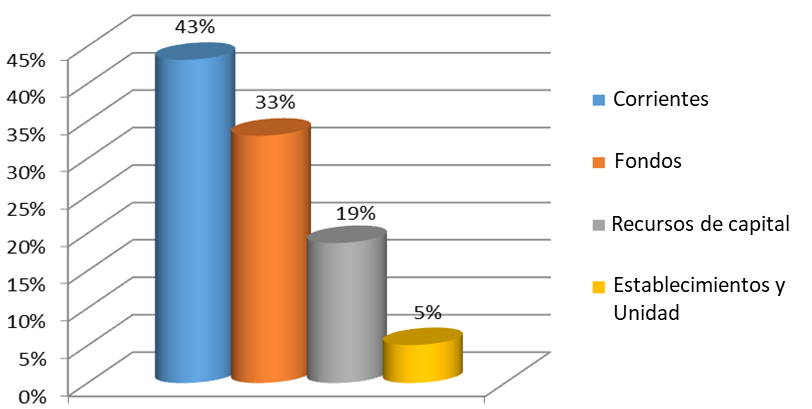 43%
33%
19%
5%
45%
40%
35%
30%
25%
20%
15%
10%
5%
0%
Corrientes
Fondos
Recursos de capital
Establecimientos y
Unidad